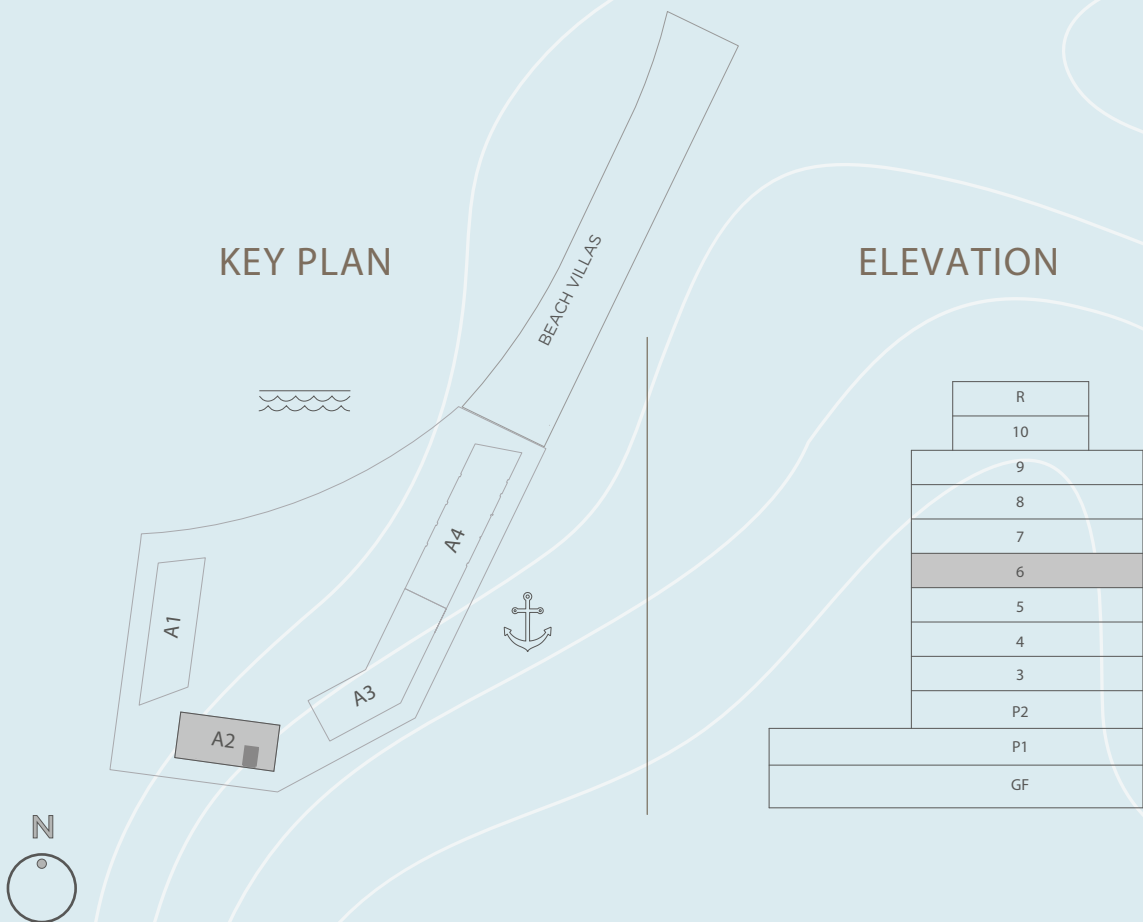 KEY PLAN
BEACH VILLAS
A4
A1
A3
A2
N
ELEVATION
R
10
9
8
7
6
5
4
3
P2
P1
GF